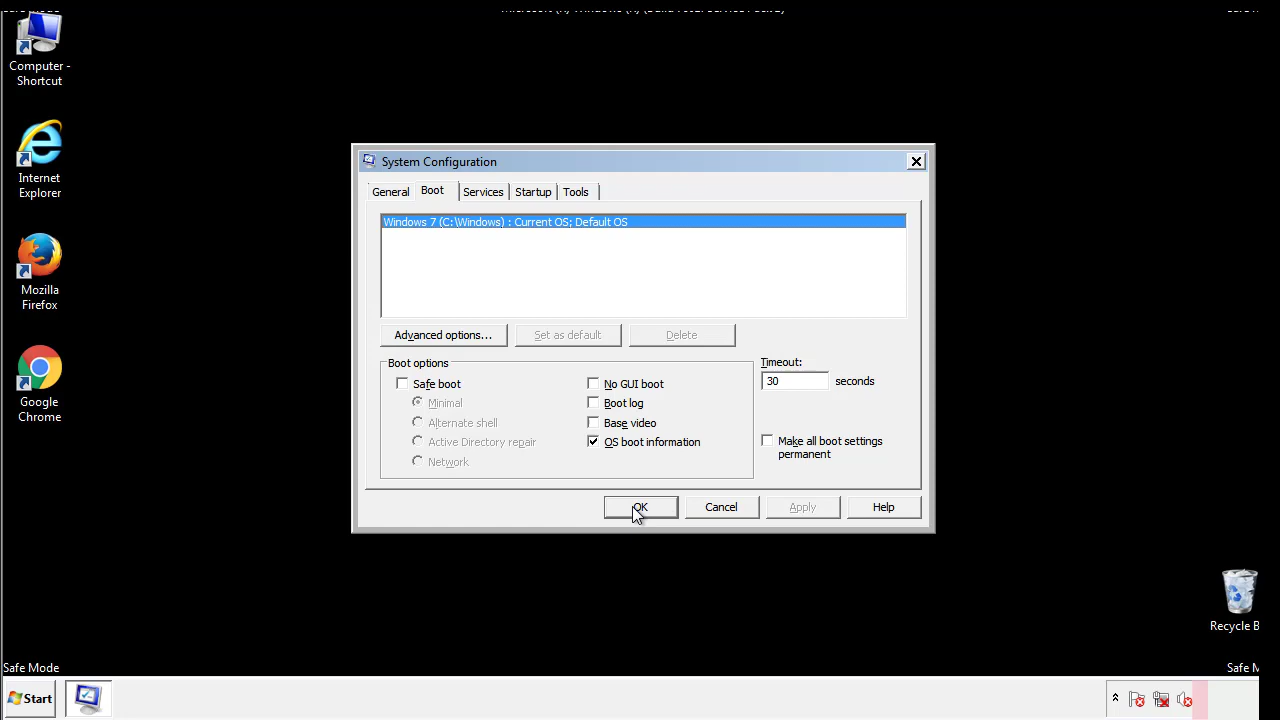 Computer -
Shortcut
Internet
Explorer
Mozilla
Firefox
Google
Chrome
System Configuration
General Boot Services Startup Tools
Windows 7 (C:\Windows) : Current OS; Default OS
Advanced options... Set as default Delete
Boot options
Timeout:
Safe boot No GUI boot
30 seconds
Minimal Boot log
Alternate shell Base video
Active Directory repair OS boot information
Make all boot settings
permanent
Network
OK Cancel Apply Help
Recycle B
Safe Mode Safe M
Start